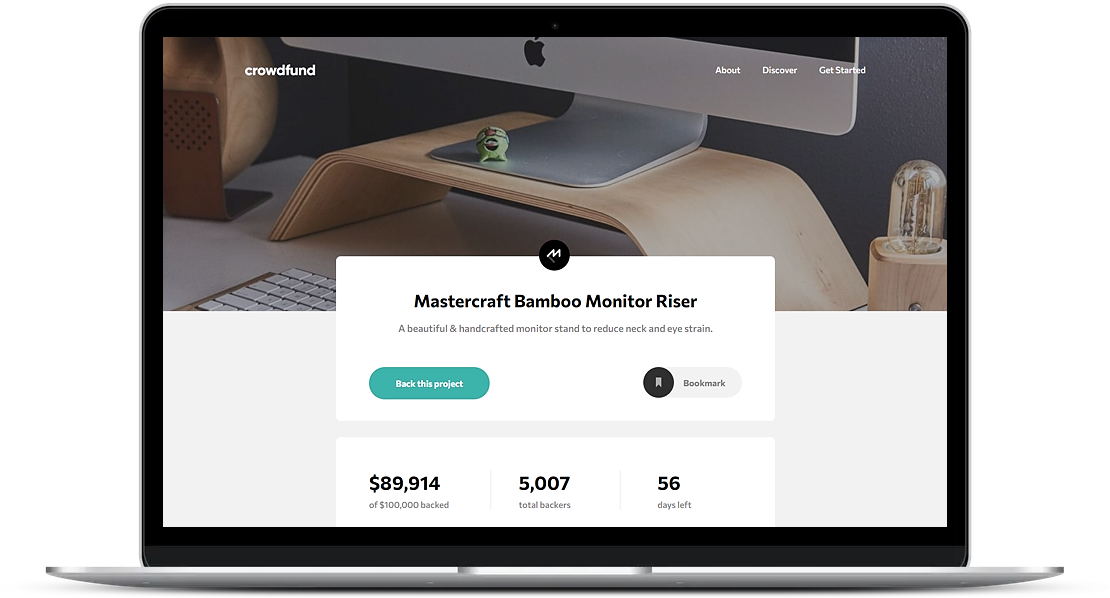 crowdfund
About
Discover
Get Started
Mastercraft Bamboo Monitor Riser
A beautiful & handcrafted monitor stand to reduce neck and eye strain.
Back this project
Bookmark
$89,914
of $100,000 backed
5,007
total backers
56
days left